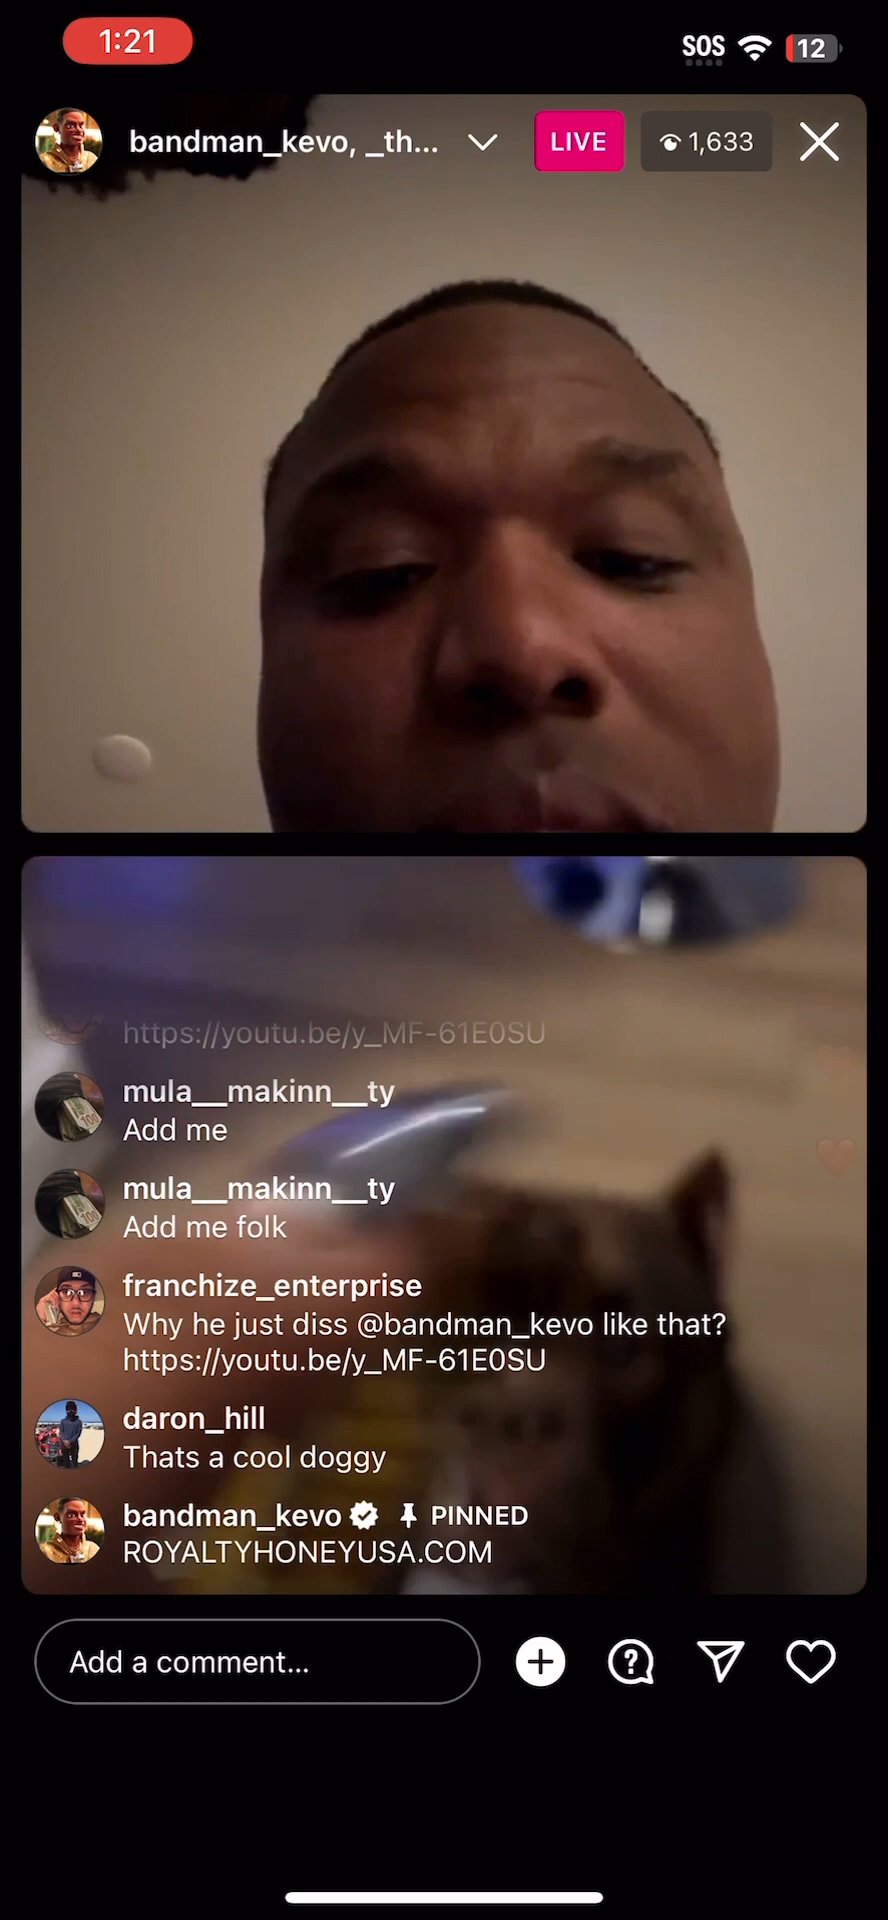 1:21
SOS
12
bandman_kevo, _th...
LIVE
1,633
https://youtu.be/y_MF-61E0SU
mula__makinn__ty
Add me
mula__makinn__ty
Add me folk
franchize_enterprise
Why he just diss @bandman_kevo like that?
https://youtu.be/y_MF-61E0SU
daron_hill
Thats a cool doggy
bandman_kevo PINNED
ROYALTYHONEYUSA.COM
Add a comment...